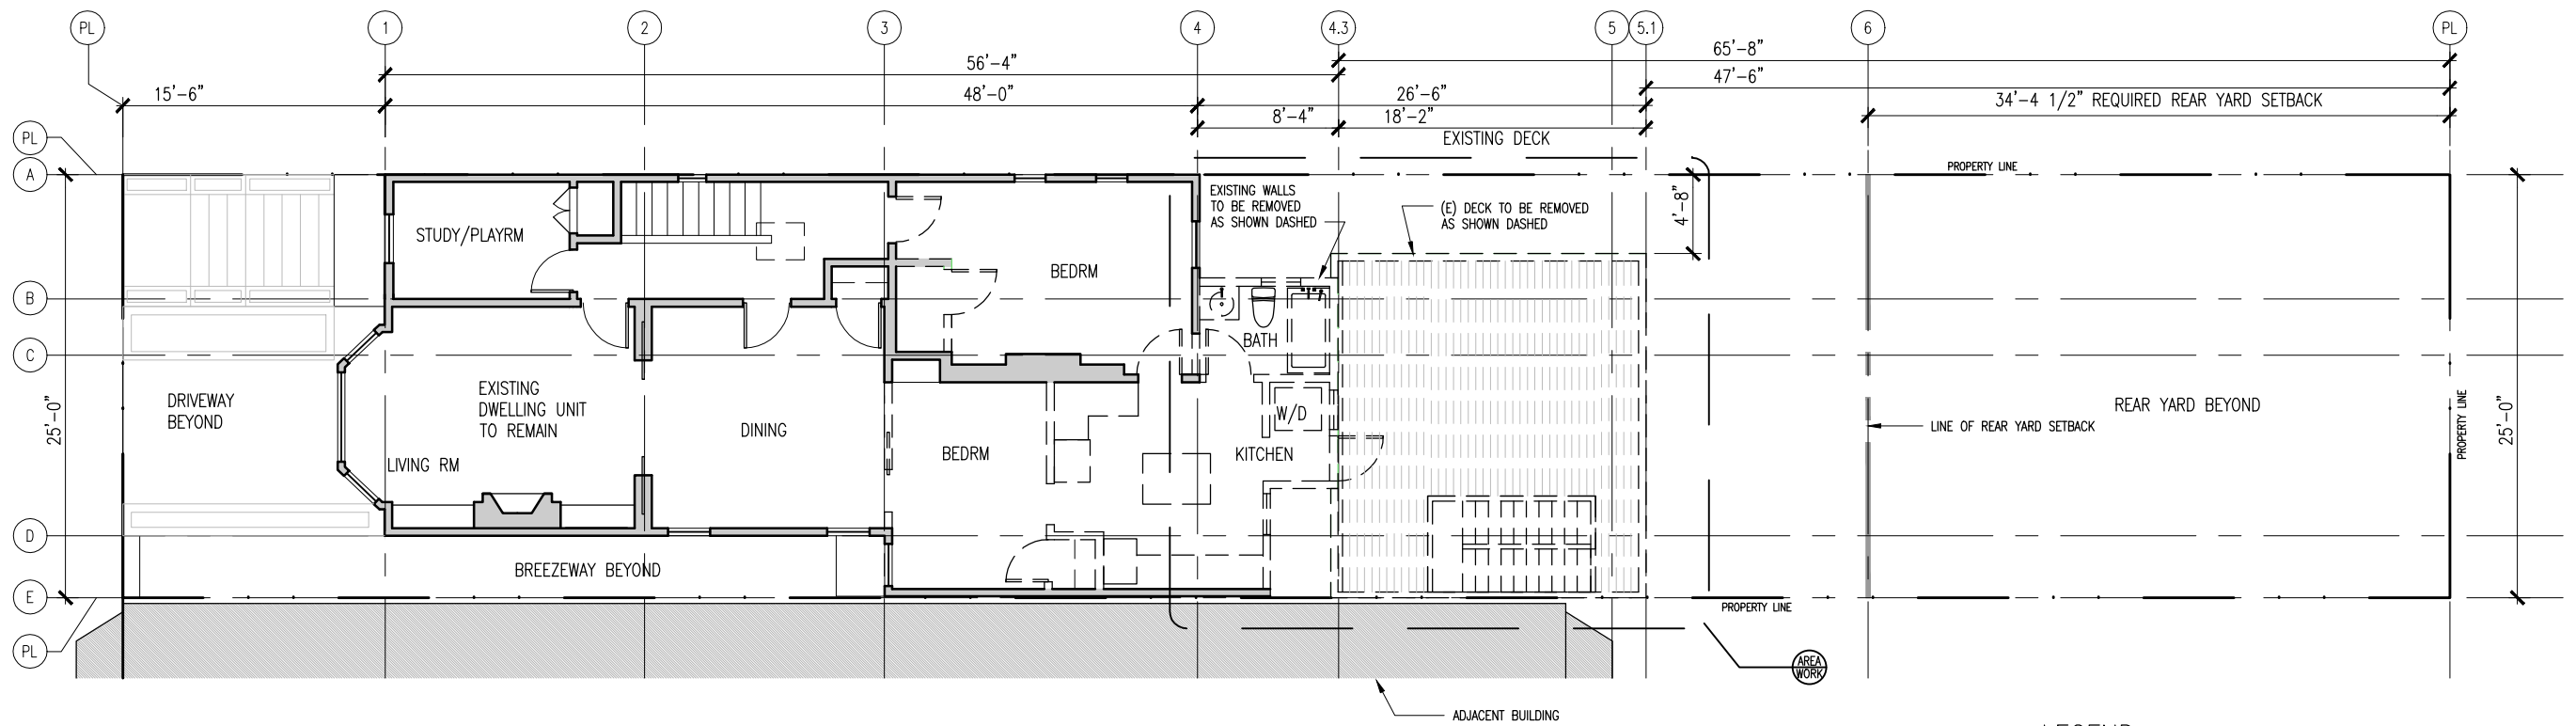 PL
1
2
3
4
4.3
5
5.1
6
PL
65'-8"
56'-4"
47'-6"
15'-6"
48'-0"
26'-6"
34'-4 1/2" REQUIRED REAR YARD SETBACK
8'-4"
18'-2"
EXISTING DECK
PL
A
B
C
D
E
PL
25'-0"
STUDY/PLAYRM
BEDRM
EXISTING WALLS
TO BE REMOVED
AS SHOWN DASHED
(E) DECK TO BE REMOVED
AS SHOWN DASHED
4'-8"
PROPERTY LINE
BATH
DRIVEWAY
BEYOND
EXISTING
DWELLING UNIT
TO REMAIN
LIVING RM
DINING
BEDRM
W/D
KITCHEN
LINE OF REAR YARD SETBACK
REAR YARD BEYOND
PROPERTY LINE
25'-0"
BREEZEWAY BEYOND
PROPERTY LINE
AREA
WORK
ADJACENT BUILDING